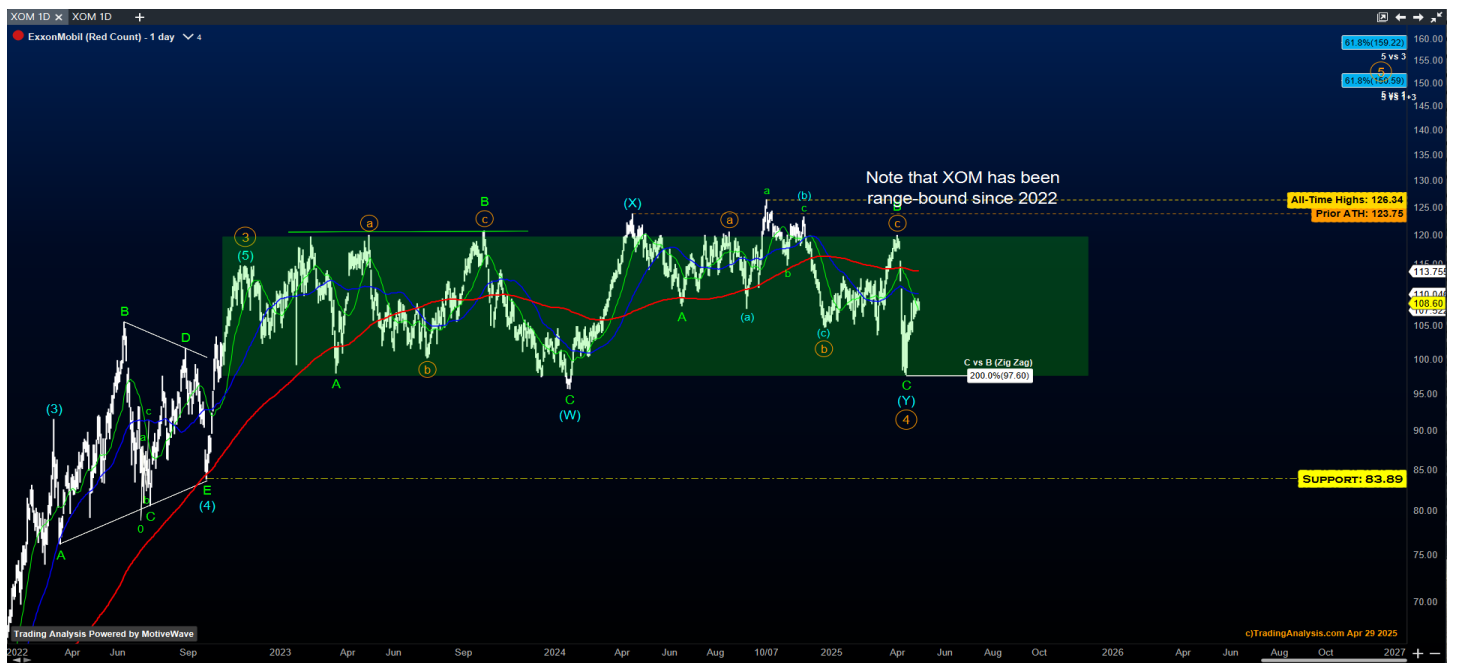 XOM 1D × XOM 1D +
ExxonMobil (Red Count) - 1 day 4
160.00
61.8%(159.22)
5 vs 3
155.00
5
150.00
145.00
140.00
135.00
130.00
125.00
120.00
115.00
105.00
100.00
95.00
90.00
85.00
80.00
75.00
70.00
Note that XOM has been
range-bound since 2022
All-Time Highs: 126.34
Prior ATH: 123.75
113.755
108.60
C vs B (Zig Zag)
200.0%(97.60)
SUPPORT: 83.89
(3)
A
B
0
a
b
c
C
D
E
(4)
3
(5)
A
a
b
B
c
C
(W)
(X)
A
a
(a)
a
b
(b)
c
(c)
b
B
c
C
(Y)
4
Trading Analysis Powered by MotiveWave
c)TradingAnalysis.com Apr 29 2025
2022 Apr Jun Sep 2023 Apr Jun Sep 2024 Apr Jun Aug 10/07 2025 Apr Jun Aug Oct 2026 Apr Jun Aug Oct 2027